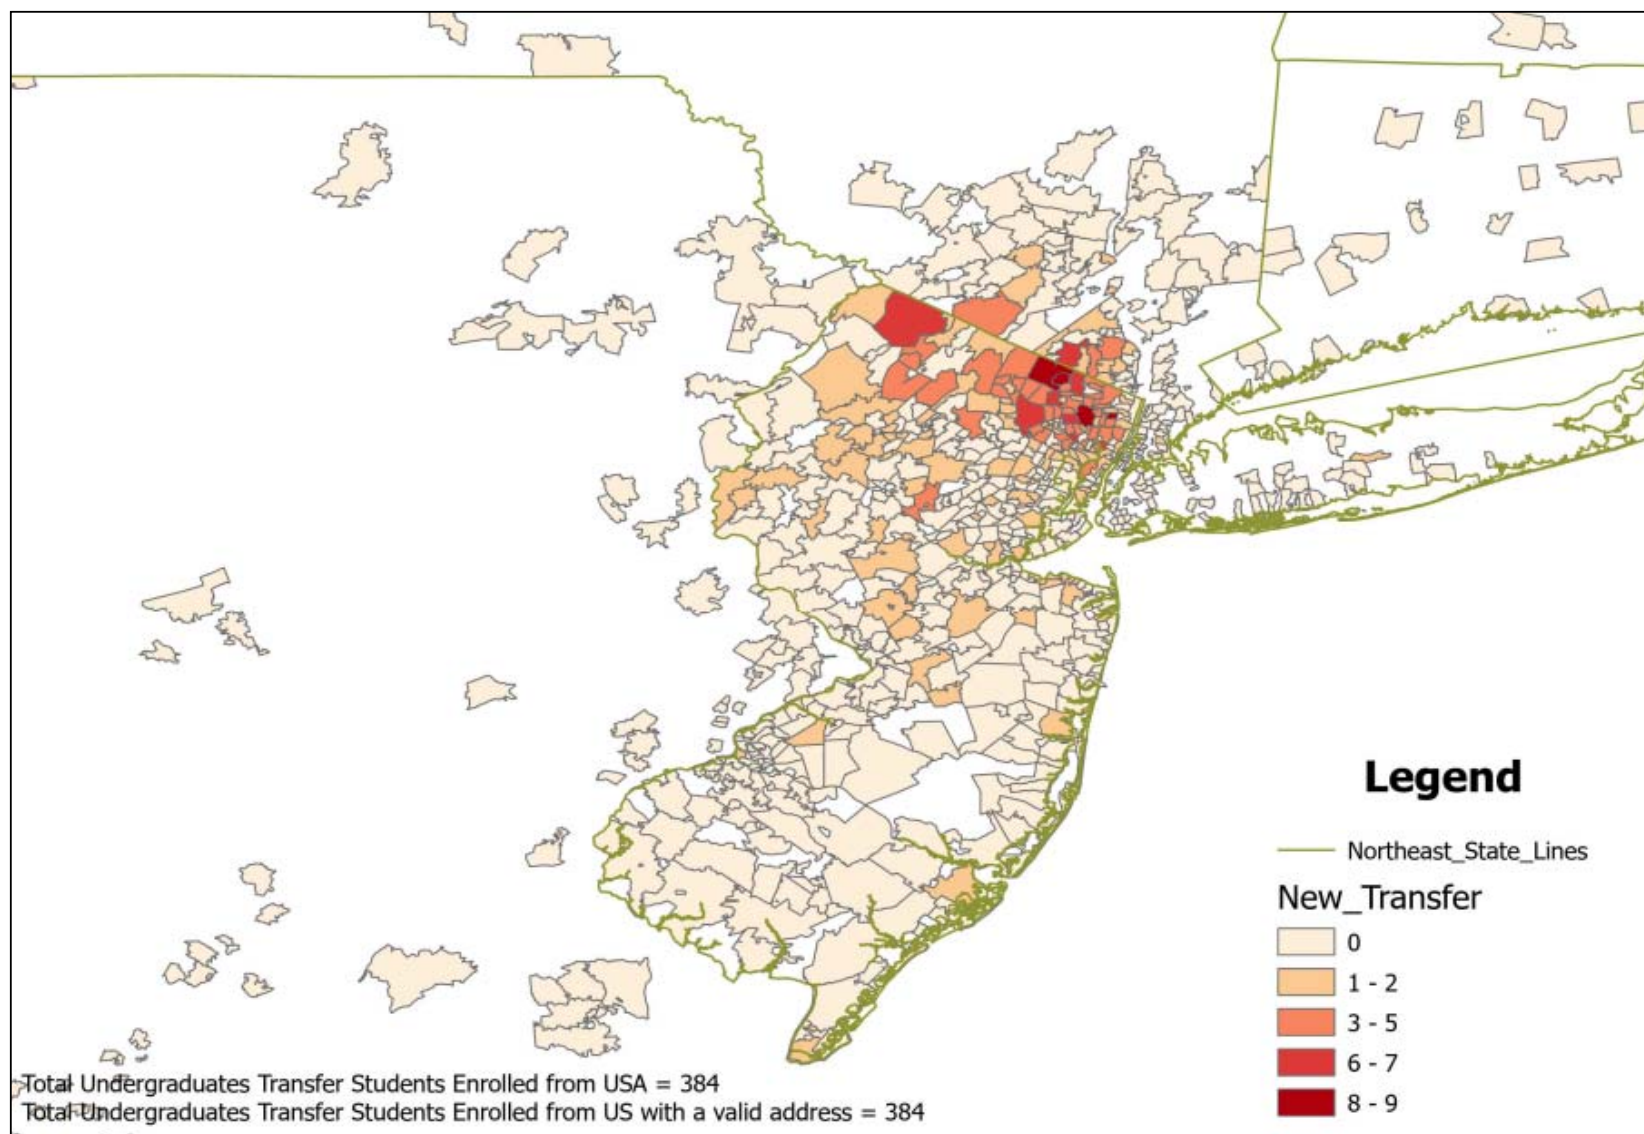 Legend
Northeast_State_Lines
New_Transfer
0
1 - 2
3 - 5
6 - 7
8 - 9
Total Undergraduates Transfer Students Enrolled from USA = 384
Total Undergraduates Transfer Students Enrolled from US with a valid address = 384